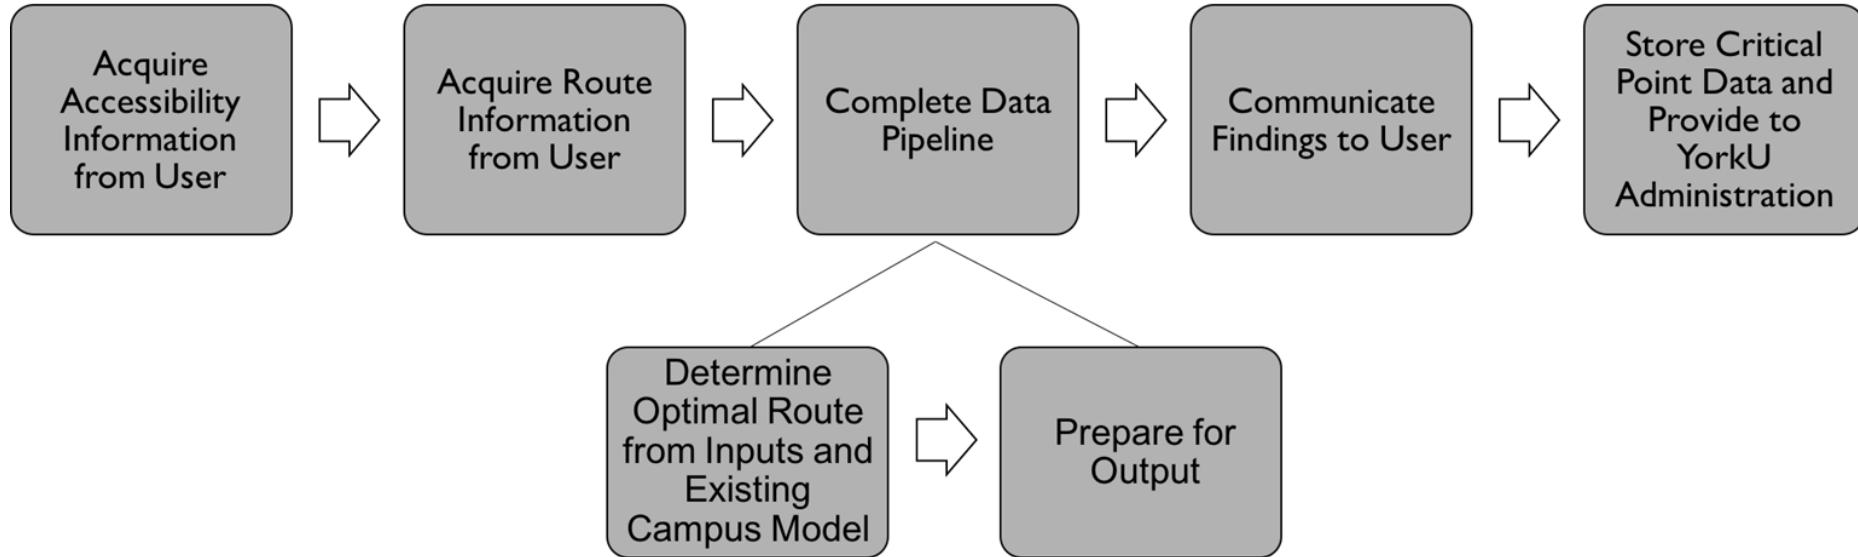 Acquire
Accessibility
Information
from User
Acquire Route
Information
from User
Complete Data
Pipeline
Communicate
Findings to User
Store Critical
Point Data and
Provide to
YorkU
Administration
Determine
Optimal Route
from Inputs and
Existing
Campus Model
Prepare for
Output